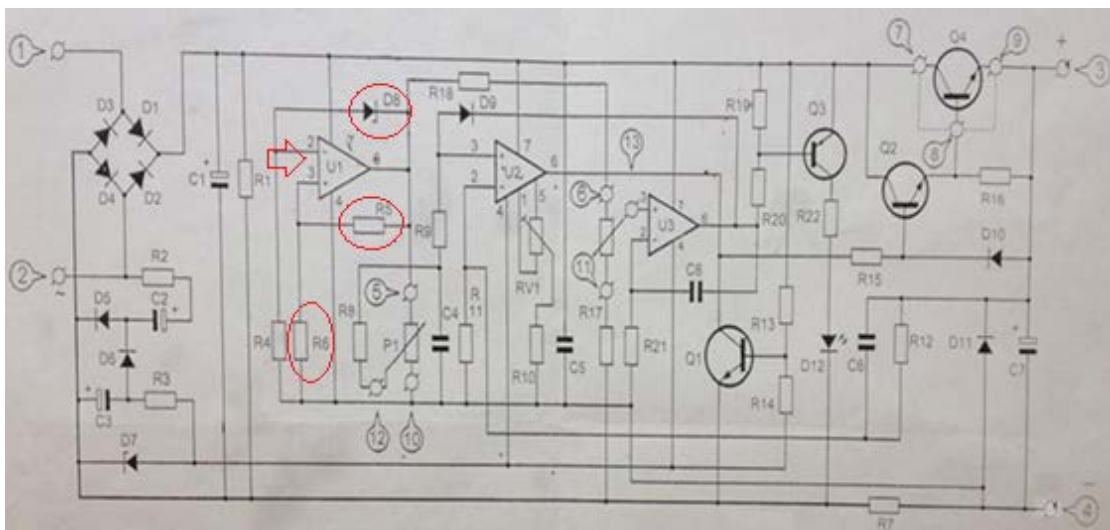 1
7
Q4
9
+
3
D3
D1
R18
D8
D9
R19
Q3
8
2
7
U1
6
3
4
13
Q2
3
7
U2
6
2
5
4
1
6
+
3
7
U3
6
2
4
D4
D2
C1
+
R1
R5
R9
R20
R22
R16
D10
11
R15
2
~
R2
5
C2
+
D5
RV1
C8
R13
R4
R6
R8
P1
C4
R
11
R17
R21
Q1
C6
R12
D11
+
C7
D6
R10
C5
D12
R3
+
C3
R14
12
10
D7
-
R7
4